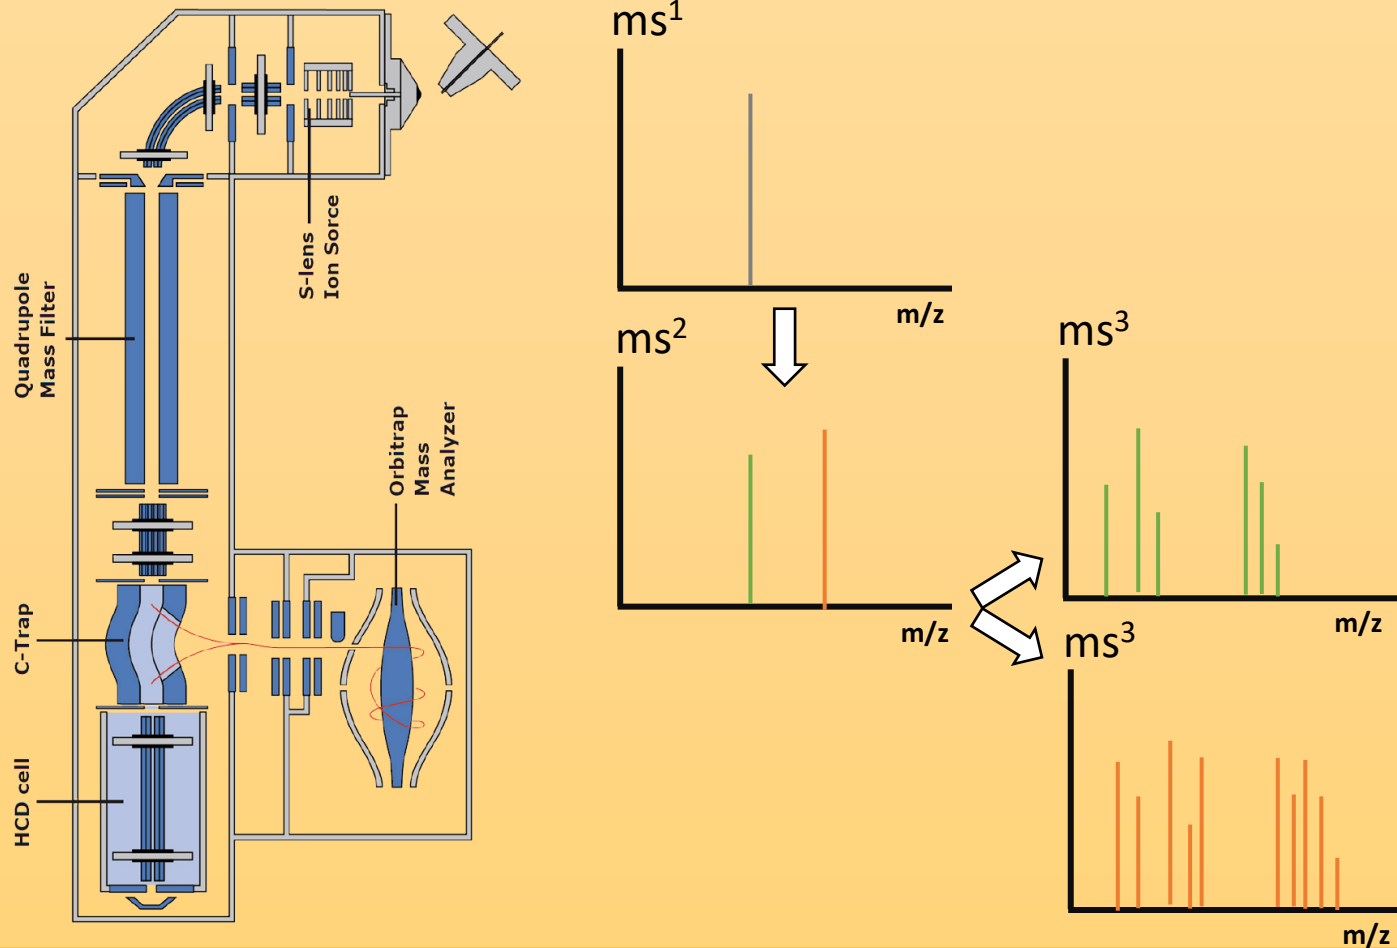 S-lens
Ion Sorce
Quadrupole
Mass Filter
Orbitrap
Mass
Analyzer
C-Trap
HCD cell
ms¹
m/z
ms²
m/z
ms³
m/z
ms³
m/z